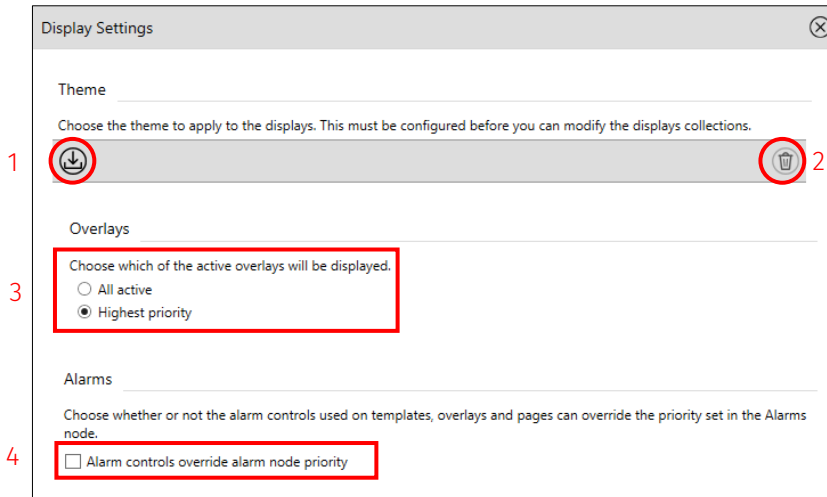 Display Settings
Theme
Choose the theme to apply to the displays. This must be configured before you can modify the displays collections.
1
2
Overlays
Choose which of the active overlays will be displayed.
3
All active
Highest priority
Alarms
Choose whether or not the alarm controls used on templates, overlays and pages can override the priority set in the Alarms
node.
4
Alarm controls override alarm node priority